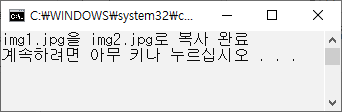 C:₩WINDOWS₩system32₩c...
img1.jpg을 img2.jpg로 복사 완료
계속하려면 아무 키나 누르십시오 . . .